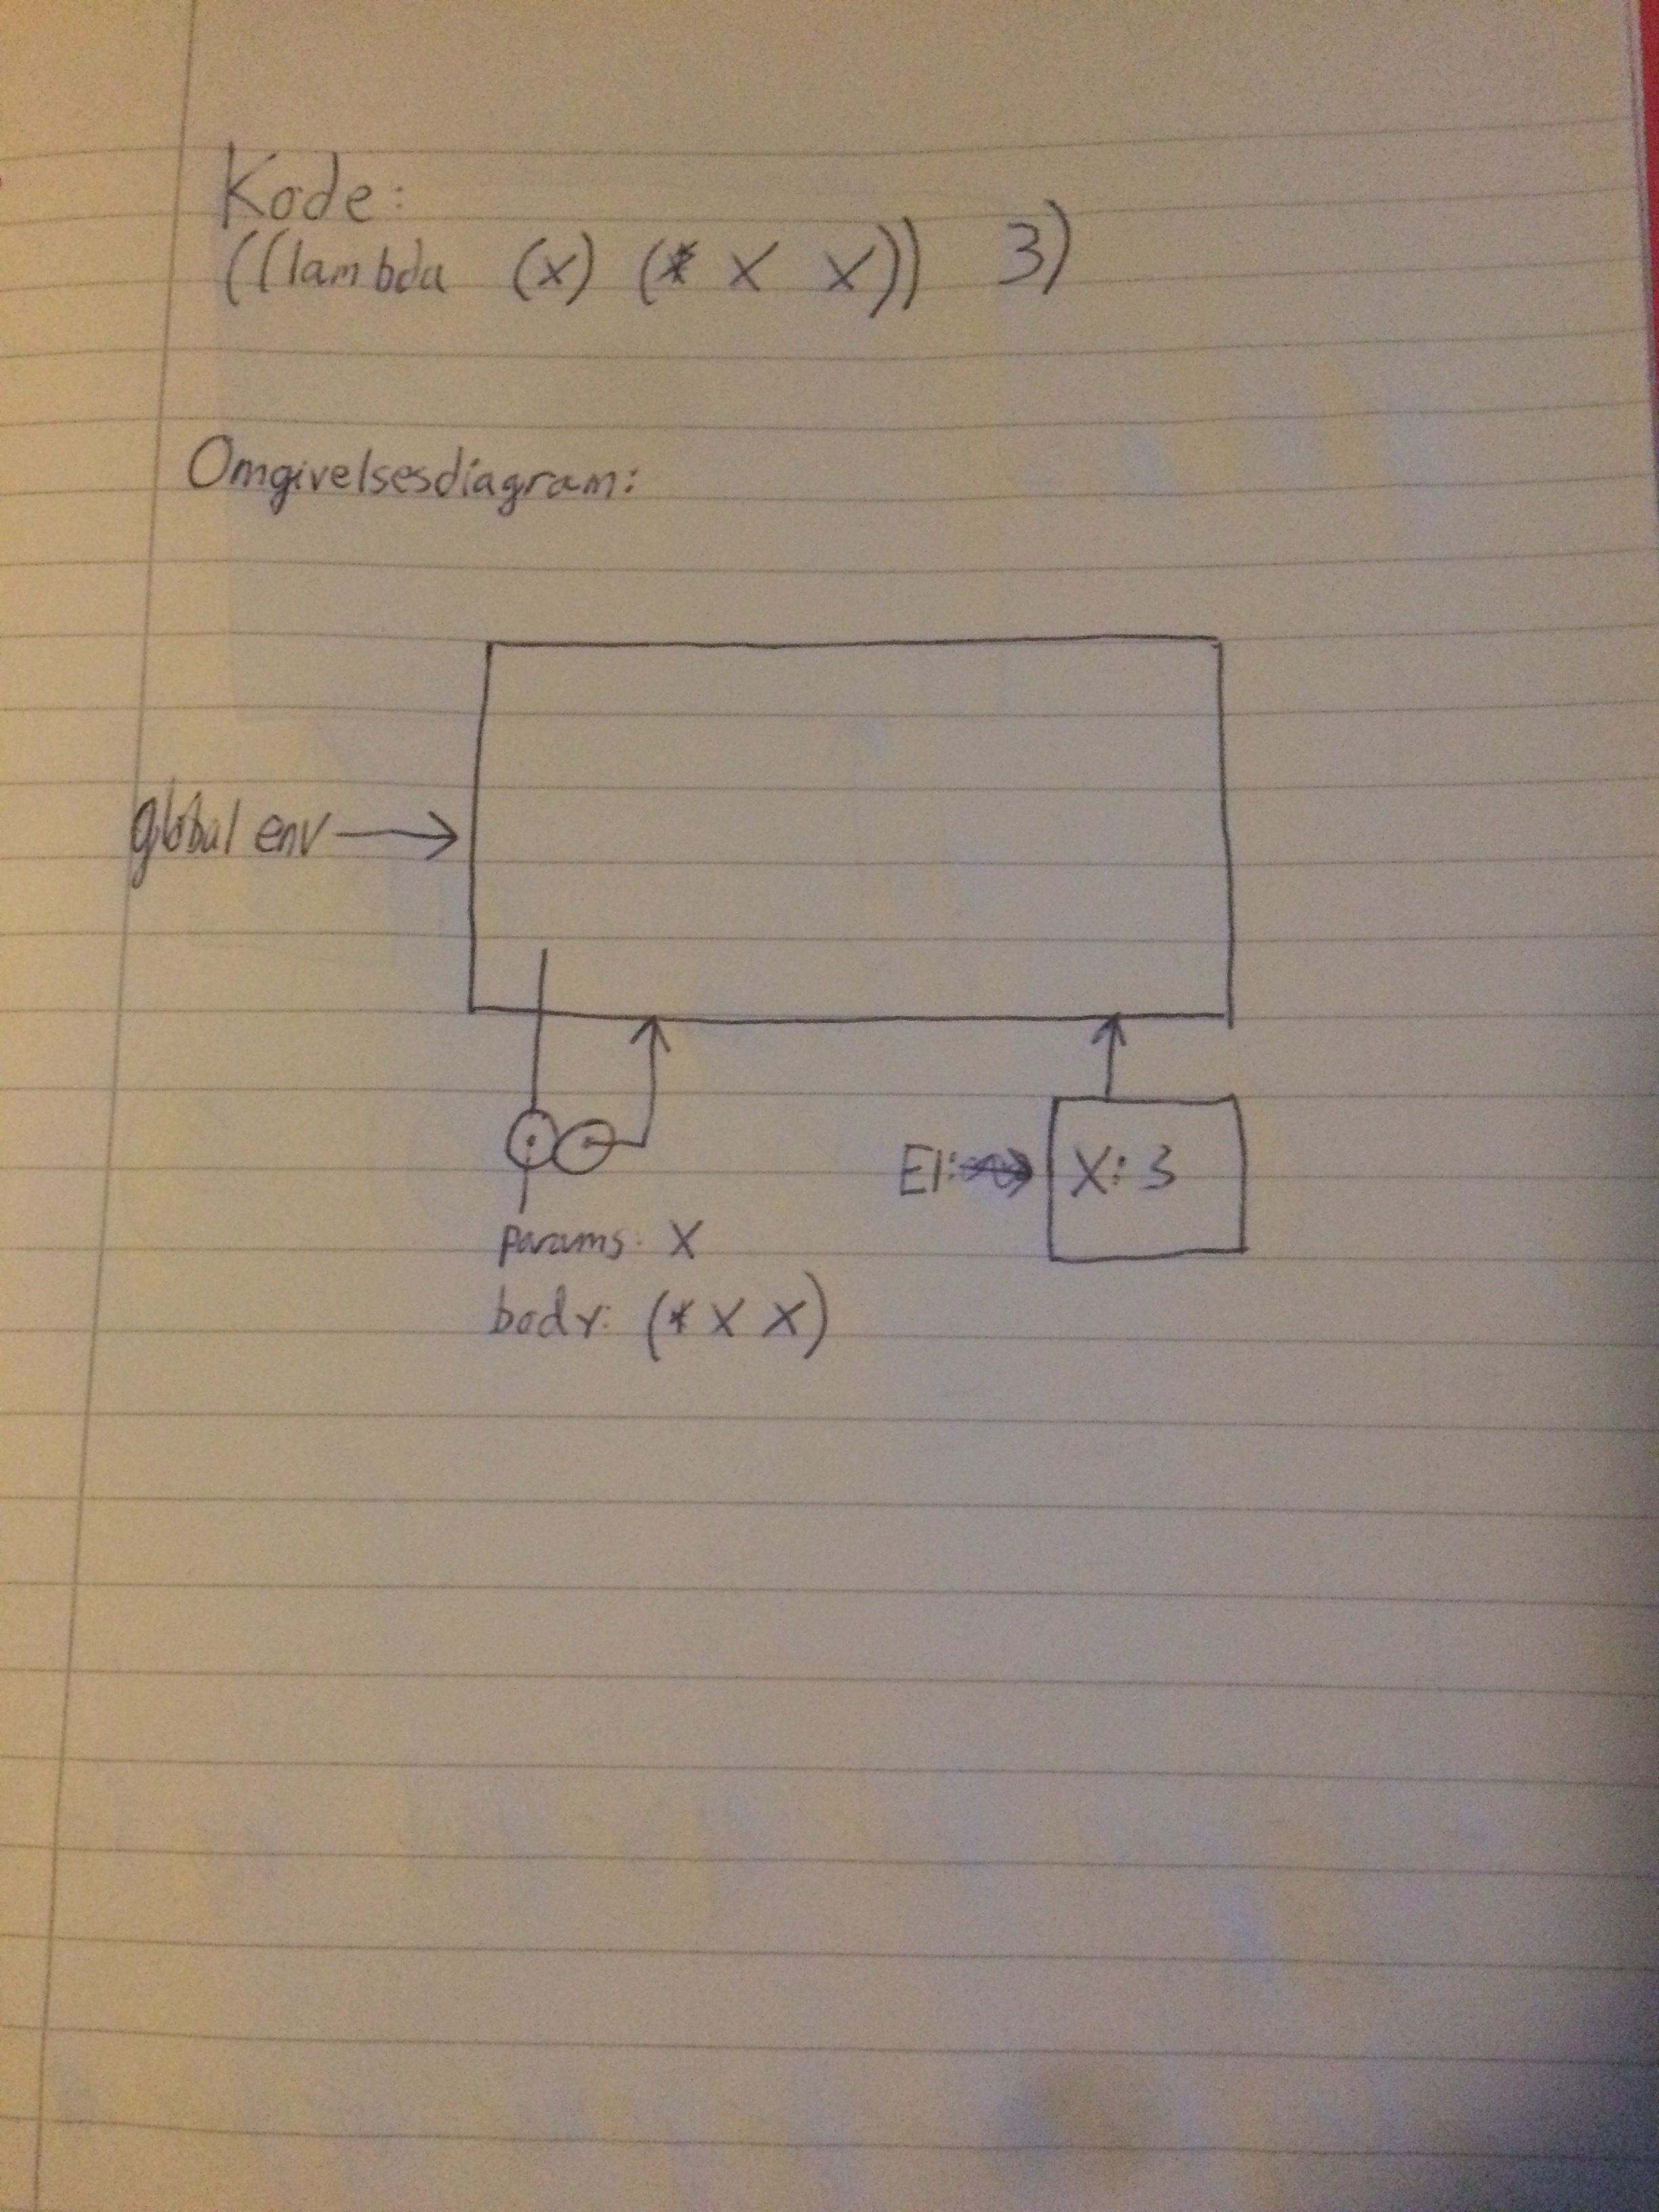 Kode:
((lambda (x) (* x x)) 3)
Omgivelsesdiagram:
global env
params: x
body: (* x x)
E1:
X: 3